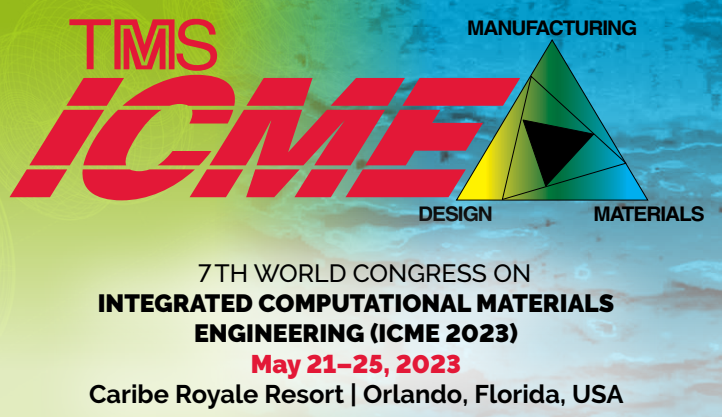 TMS
ICME
MANUFACTURING
DESIGN
MATERIALS
7TH WORLD CONGRESS ON
INTEGRATED COMPUTATIONAL MATERIALS
ENGINEERING (ICME 2023)
May 21–25, 2023
Caribe Royale Resort | Orlando, Florida, USA